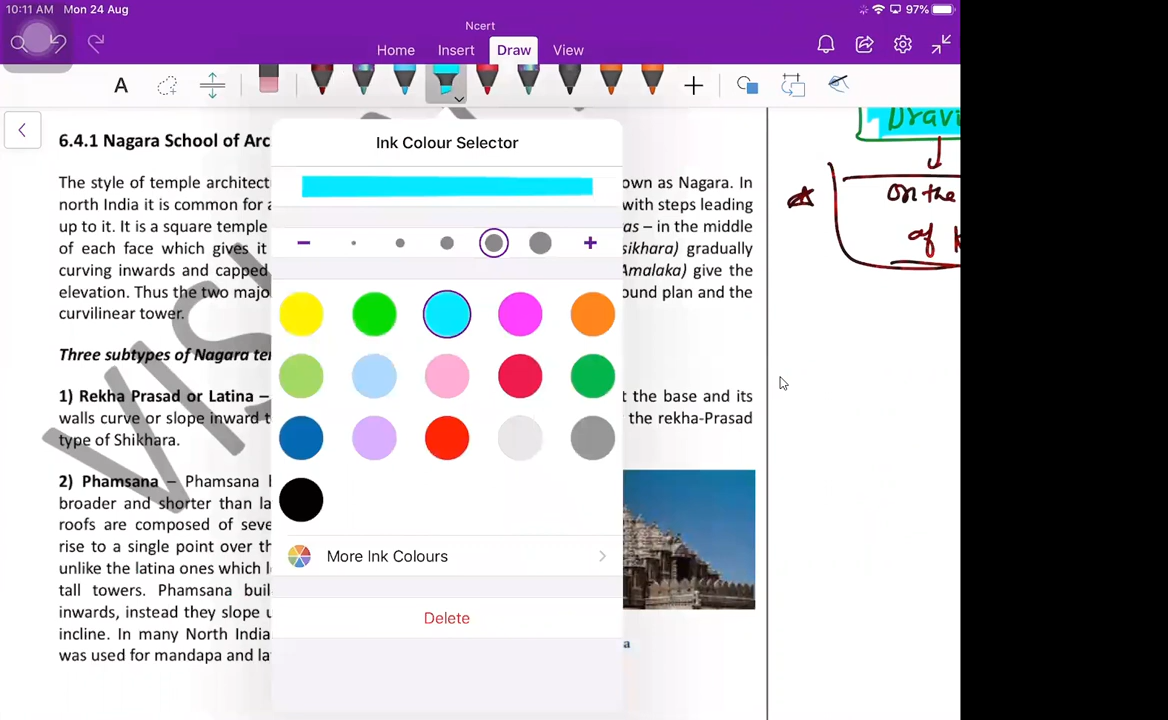 10:11 AM Mon 24 Aug
97%
Ncert
Home Insert Draw View
A
Ink Colour Selector
6.4.1 Nagara School of Arc
The style of temple architect own as Nagara. In
north India it is common for a with steps leading
up to it. It is a square temple as – in the middle
of each face which gives it sikhara) gradually
curving inwards and capped Amalaka) give the
elevation. Thus the two majo ound plan and the
curvilinear tower.
Three subtypes of Nagara te
1) Rekha Prasad or Latina – t the base and its
walls curve or slope inward t the rekha-Prasad
type of Shikhara.
2) Phamsana – Phamsana
broader and shorter than la
roofs are composed of seve
rise to a single point over th
unlike the latina ones which l
tall towers. Phamsana buil
inwards, instead they slope u
incline. In many North India
was used for mandapa and la
a
More Ink Colours
Delete
VISI
Dravi
On the
of